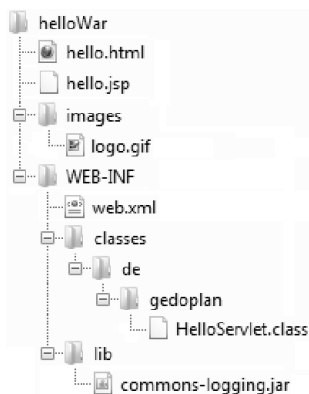 helloWar
hello.html
hello.jsp
images
logo.gif
WEB-INF
web.xml
classes
de
gedoplan
HelloServlet.class
lib
commons-logging.jar